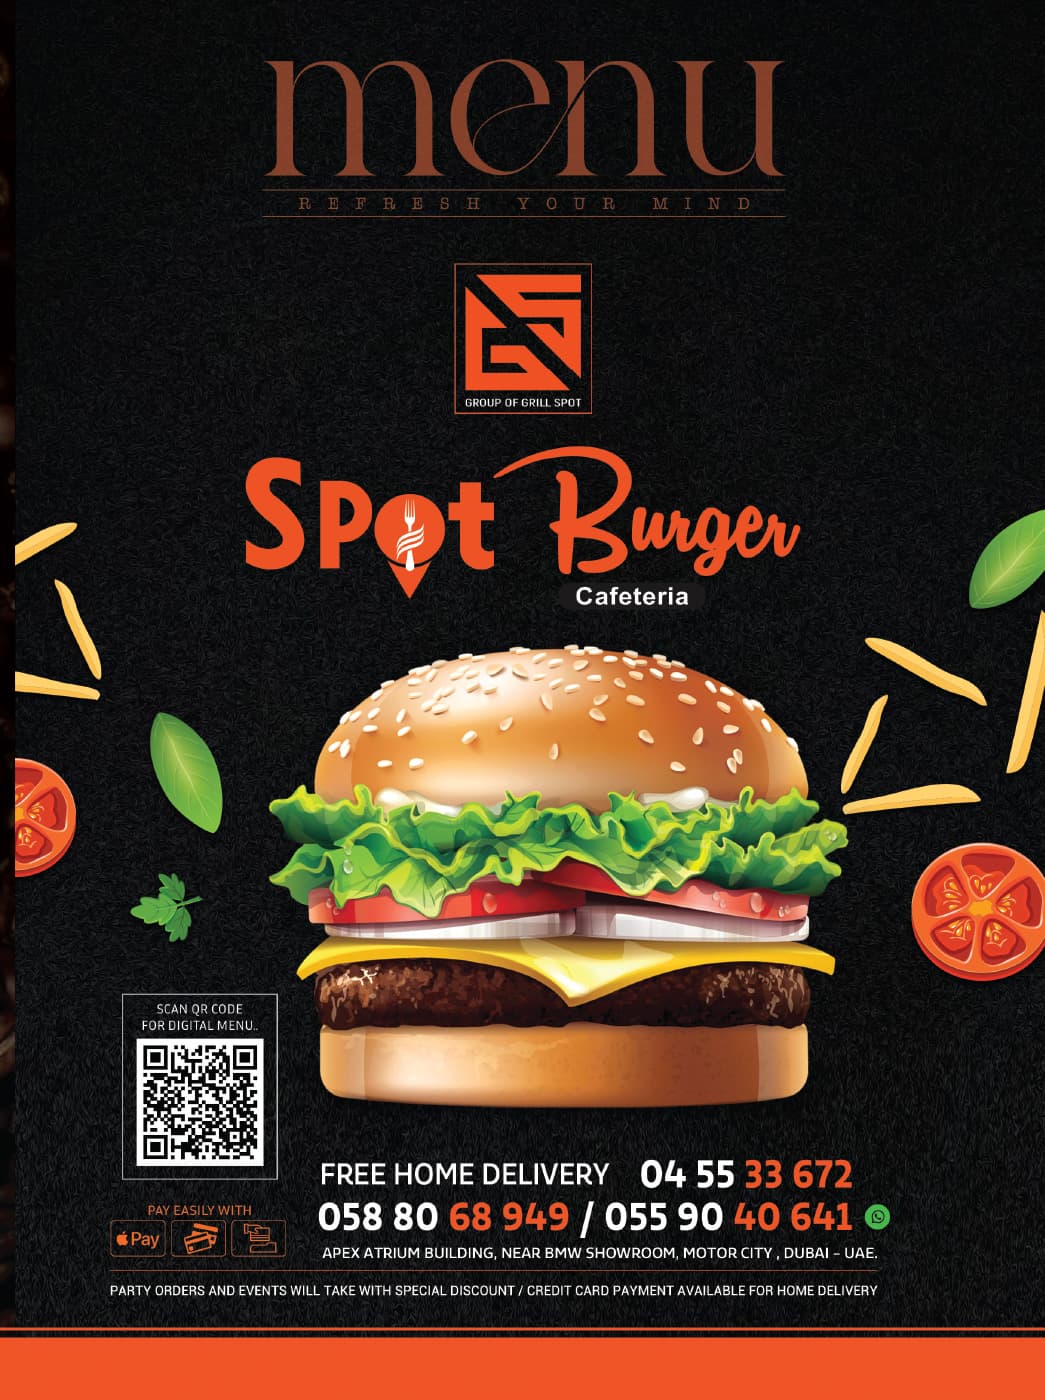 menu
REFRESH YOUR MIND
GS
GROUP OF GRILL SPOT
Spot Burger
Cafeteria
SCAN QR CODE
FOR DIGITAL MENU..
FREE HOME DELIVERY 04 55 33 672
PAY EASILY WITH
Pay
058 80 68 949 / 055 90 40 641
APEX ATRIUM BUILDING, NEAR BMW SHOWROOM, MOTOR CITY , DUBAI - UAE.
PARTY ORDERS AND EVENTS WILL TAKE WITH SPECIAL DISCOUNT / CREDIT CARD PAYMENT AVAILABLE FOR HOME DELIVERY